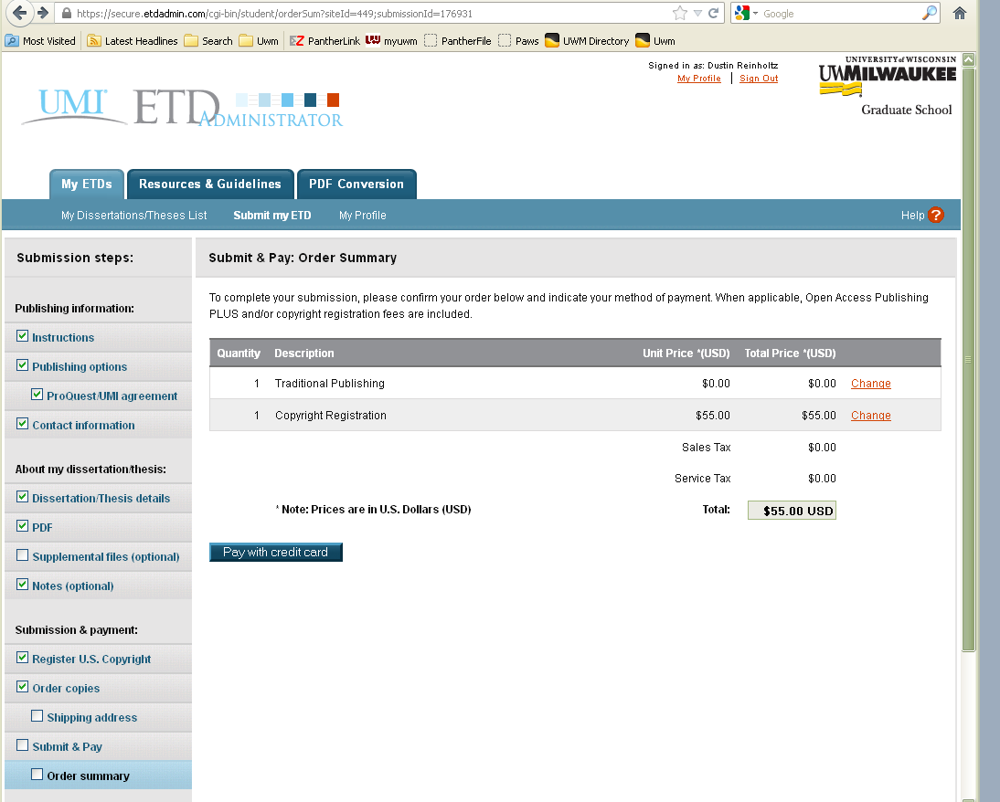 https://secure.etdadmin.com/cgi-bin/student/orderSum?siteId=449;submissionId=176931
Google
Most Visited
Latest Headlines
Search
Uwm
PantherLink
myuwm
PantherFile
Paws
UWM Directory
Uwm
Signed in as: Dustin Reinholtz
My Profile | Sign Out
UNIVERSITY of WISCONSIN
UWMILWAUKEE
Graduate School
UMI ETD ADMINISTRATOR
My ETDs
Resources & Guidelines
PDF Conversion
My Dissertations/Theses List
Submit my ETD
My Profile
Help ?
Submission steps:
Publishing information:
Instructions
Publishing options
ProQuest/UMI agreement
Contact information
About my dissertation/thesis:
Dissertation/Thesis details
PDF
Supplemental files (optional)
Notes (optional)
Submission & payment:
Register U.S. Copyright
Order copies
Shipping address
Submit & Pay
Order summary
Submit & Pay: Order Summary
To complete your submission, please confirm your order below and indicate your method of payment. When applicable, Open Access Publishing
PLUS and/or copyright registration fees are included.
Quantity Description Unit Price *(USD) Total Price *(USD)
1 Traditional Publishing $0.00 $0.00 Change
1 Copyright Registration $55.00 $55.00 Change
Sales Tax $0.00
Service Tax $0.00
* Note: Prices are in U.S. Dollars (USD) Total: $55.00 USD
Pay with credit card